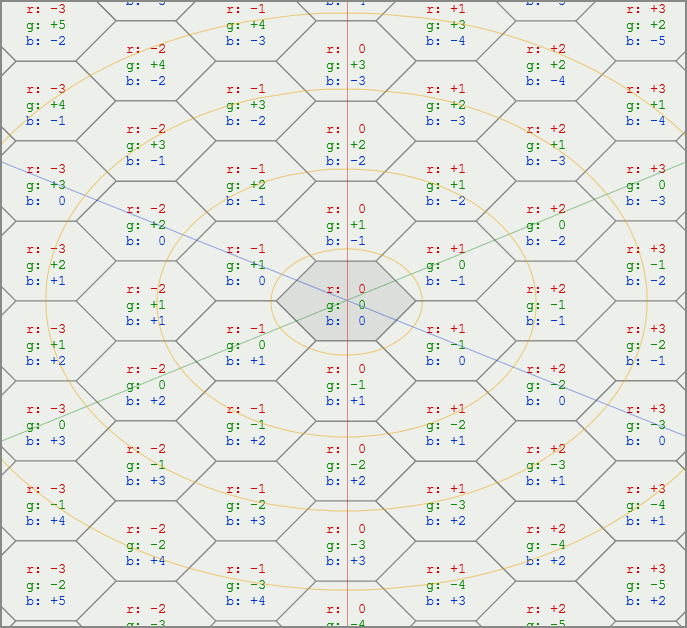 r: -3
g: +5
b: -2
r: -3
g: +4
b: -1
r: -3
g: +3
b: 0
r: -3
g: +2
b: +1
r: -3
g: +1
b: +2
r: -3
g: 0
b: +3
r: -3
g: -1
b: +4
r: -3
g: -2
b: +5
r: -2
g: +4
b: -2
r: -2
g: +3
b: -1
r: -2
g: +2
b: 0
r: -2
g: +1
b: +1
r: -2
g: 0
b: +2
r: -2
g: -1
b: +3
r: -2
g: -2
b: +4
r: -2
g: -3
r: -1
g: +4
b: -3
r: -1
g: +3
b: -2
r: -1
g: +2
b: -1
r: -1
g: +1
b: 0
r: -1
g: 0
b: +1
r: -1
g: -1
b: +2
r: -1
g: -2
b: +3
r: -1
g: -3
b: +4
r: 0
g: +3
b: -3
r: 0
g: +2
b: -2
r: 0
g: +1
b: -1
r: 0
g: 0
b: 0
r: 0
g: -1
b: +1
r: 0
g: -2
b: +2
r: 0
g: -3
b: +3
r: 0
g: -4
r: +1
g: +3
b: -4
r: +1
g: +2
b: -3
r: +1
g: +1
b: -2
r: +1
g: 0
b: -1
r: +1
g: -1
b: 0
r: +1
g: -2
b: +1
r: +1
g: -3
b: +2
r: +1
g: -4
b: +3
r: +2
g: +2
b: -4
r: +2
g: +1
b: -3
r: +2
g: 0
b: -2
r: +2
g: -1
b: -1
r: +2
g: -2
b: 0
r: +2
g: -3
b: +1
r: +2
g: -4
b: +2
r: +2
g: -5
r: +3
g: +2
b: -5
r: +3
g: +1
b: -4
r: +3
g: 0
b: -3
r: +3
g: -1
b: -2
r: +3
g: -2
b: -1
r: +3
g: -3
b: 0
r: +3
g: -4
b: +1
r: +3
g: -5
b: +2